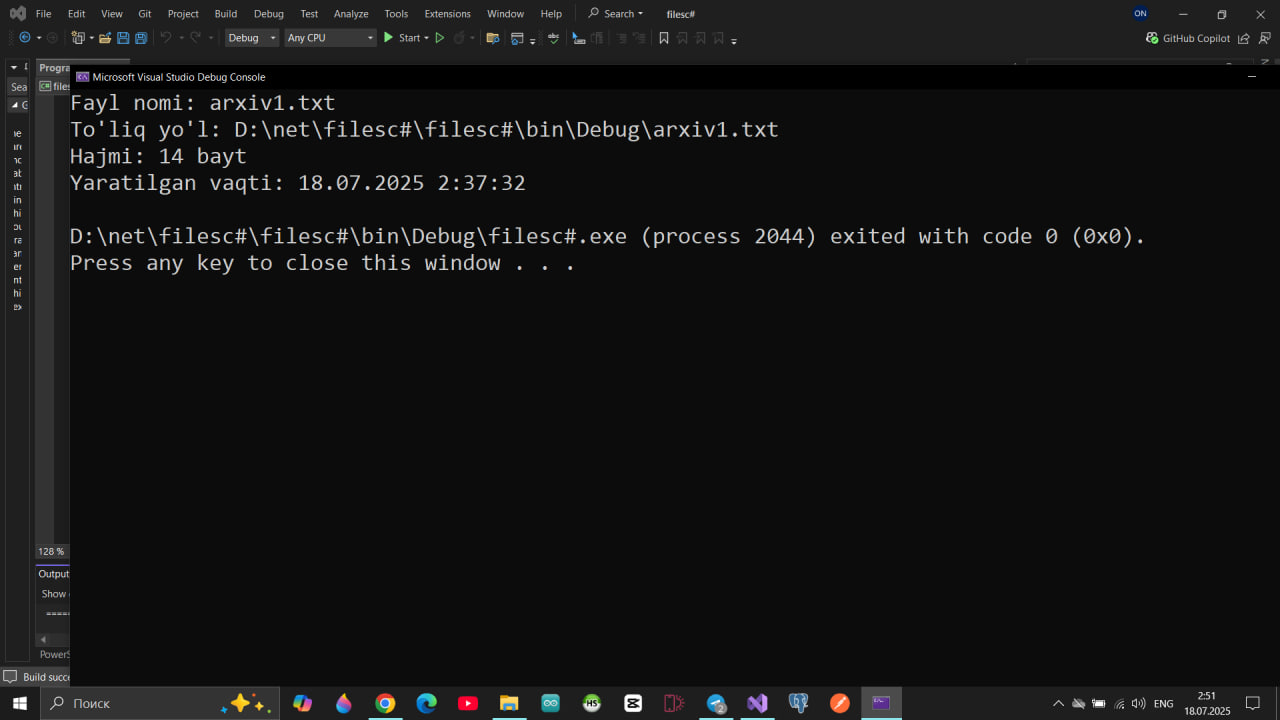 File Edit View Git Project Build Debug Test Analyze Tools Extensions Window Help Search filesc# ON
Debug Any CPU Start GitHub Copilot
Progra
Microsoft Visual Studio Debug Console
Sea
files
Fayl nomi: arxiv1.txt
To'liq yo'l: D:\net\filesc#\filesc#\bin\Debug\arxiv1.txt
Hajmi: 14 bayt
Yaratilgan vaqti: 18.07.2025 2:37:32
D:\net\filesc#\filesc#\bin\Debug\filesc#.exe (process 2044) exited with code 0 (0x0).
Press any key to close this window . . .
128 %
Output
Show
=====
PowerS
Build succe
Поиск
HS
2
ENG
2:51
18.07.2025